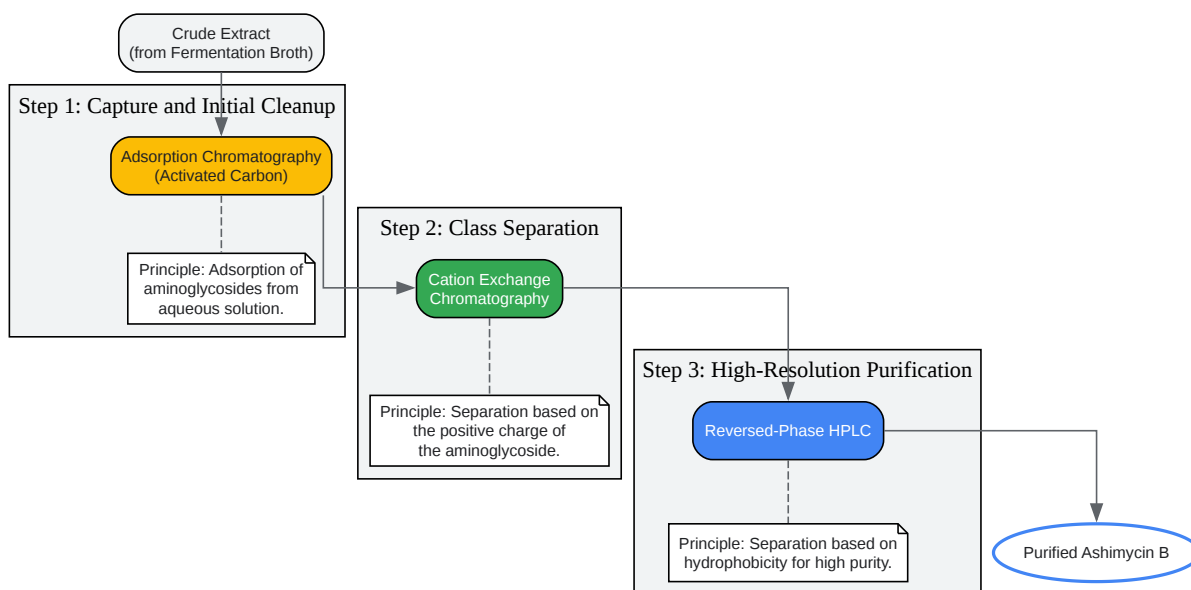 Crude Extract
(from Fermentation Broth)
Step 1: Capture and Initial Cleanup
Adsorption Chromatography
(Activated Carbon)
Principle: Adsorption of
aminoglycosides from
aqueous solution.
Step 2: Class Separation
Cation Exchange
Chromatography
Principle: Separation based on
the positive charge of
the aminoglycoside.
Step 3: High-Resolution Purification
Reversed-Phase HPLC
Principle: Separation based on
hydrophobicity for high purity.
Purified Ashimycin B